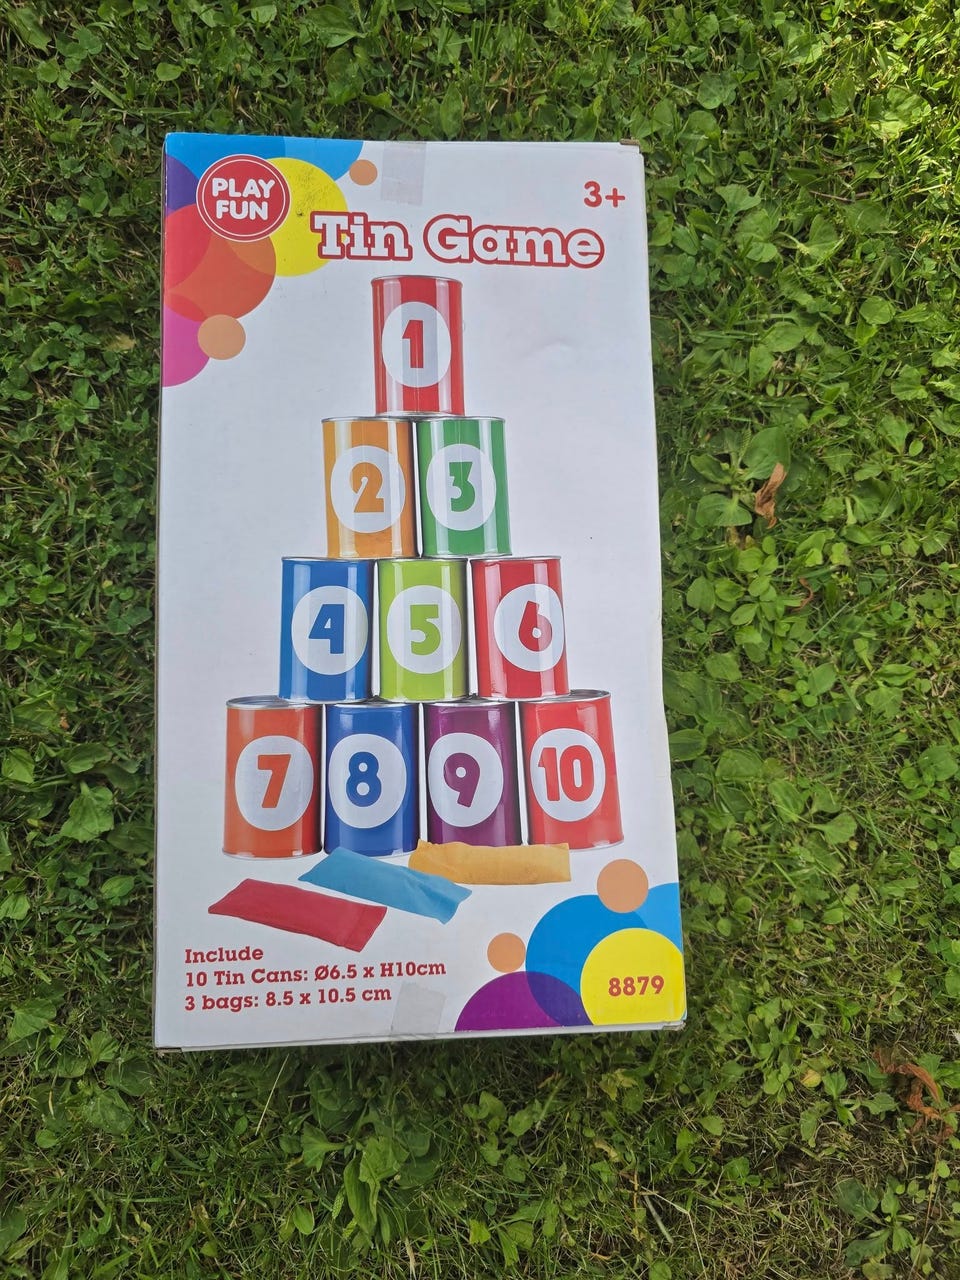 PLAY
FUN
3+
Tin Game
1
2 3
4 5 6
7 8 9 10
Include
10 Tin Cans: Ø6.5 x H10cm
3 bags: 8.5 x 10.5 cm
8879